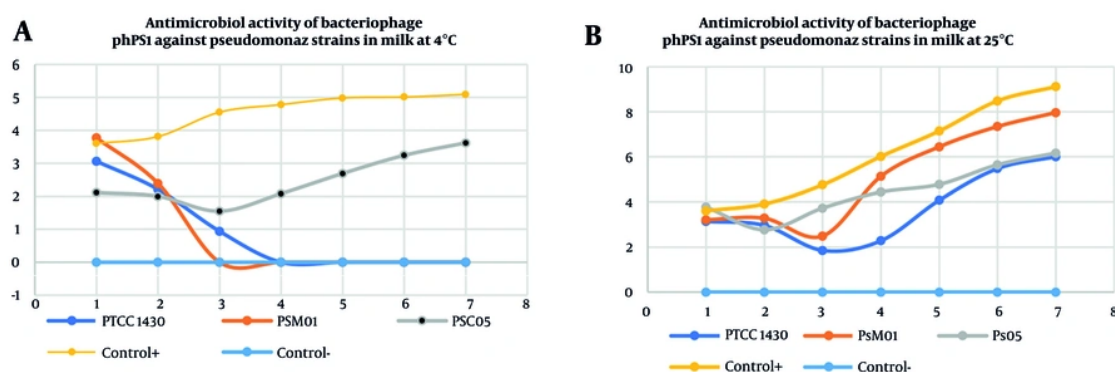 A
Antimicrobiol activity of bacteriophage
phPS1 against pseudomonaz strains in milk at 4°C
6
5
4
3
2
1
0
-1
0 1 2 3 4 5 6 7 8
PTCC 1430 PSM01 PSC05
Control+ Control-
B
Antimicrobiol activity of bacteriophage
phPS1 against pseudomonaz strains in milk at 25°C
10
8
6
4
2
0
0 1 2 3 4 5 6 7 8
PTCC 1430 PsM01 Ps05
Control+ Control-